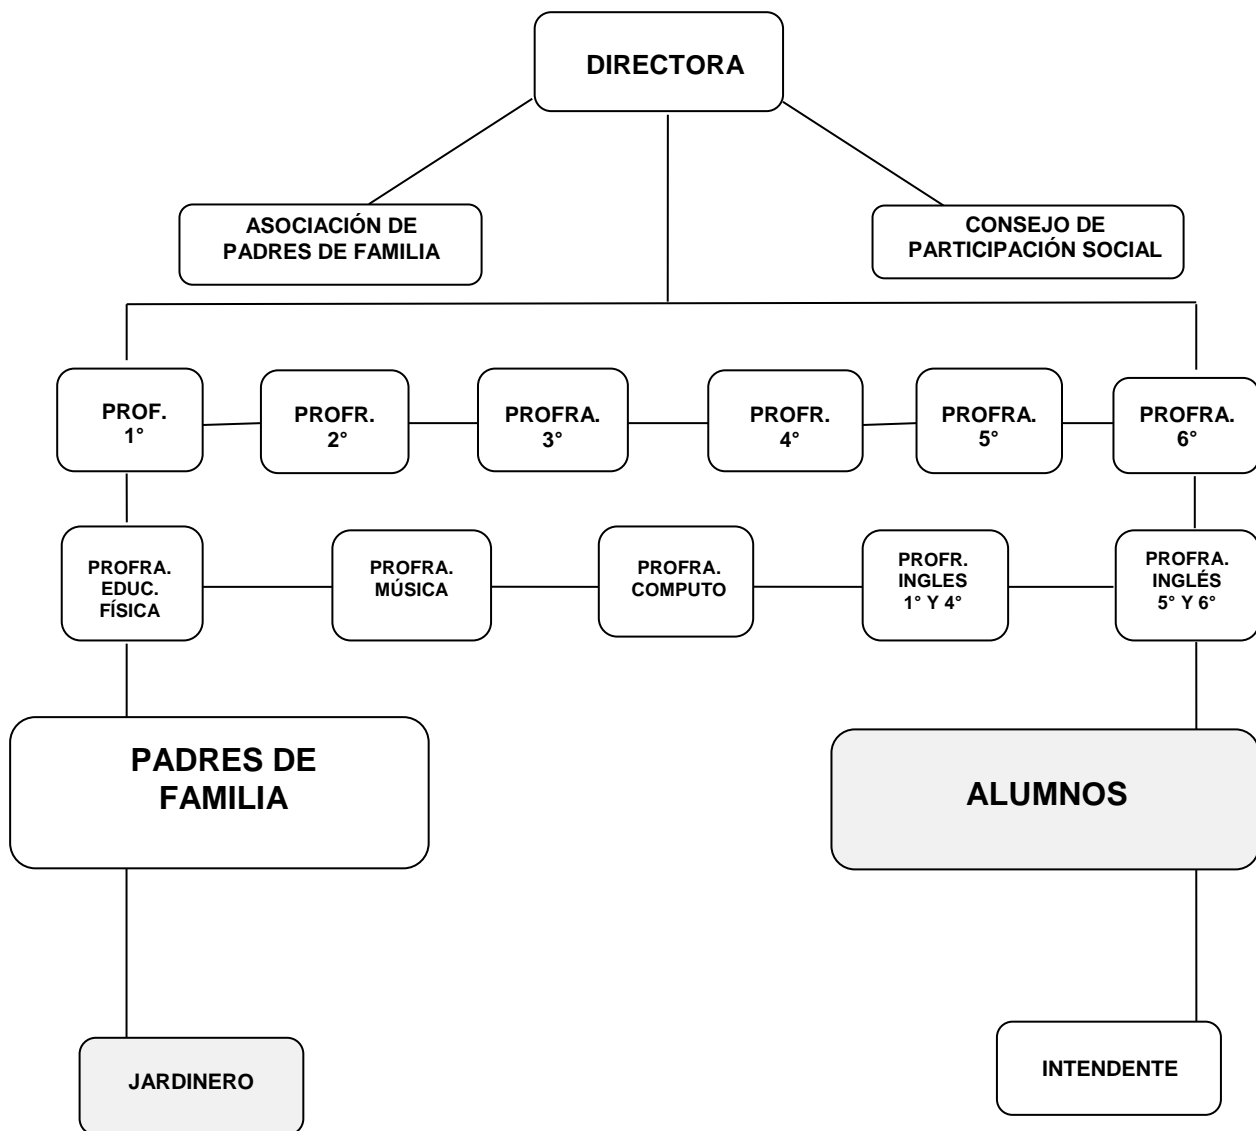 DIRECTORA
ASOCIACIÓN DE
PADRES DE FAMILIA
CONSEJO DE
PARTICIPACIÓN SOCIAL
PROF.
1°
PROFR.
2°
PROFRA.
3°
PROFR.
4°
PROFRA.
5°
PROFRA.
6°
PROFRA.
EDUC.
FÍSICA
PROFRA.
MÚSICA
PROFRA.
COMPUTO
PROFR.
INGLES
1° Y 4°
PROFRA.
INGLÉS
5° Y 6°
PADRES DE
FAMILIA
ALUMNOS
JARDINERO
INTENDENTE